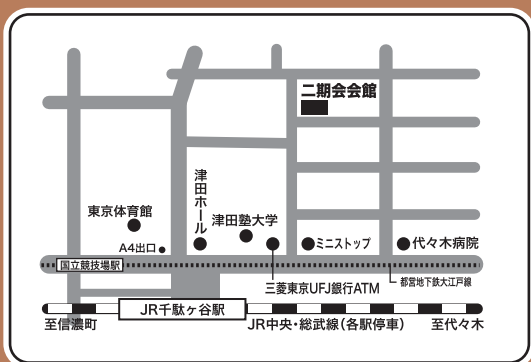 二期会会館
津田ホール
東京体育館
津田塾大学
A4出口
ミニストップ
代々木病院
国立競技場駅
三菱東京UFJ銀行ATM
都営地下鉄大江戸線
JR千駄ヶ谷駅
至信濃町
JR中央・総武線(各駅停車)
至代々木